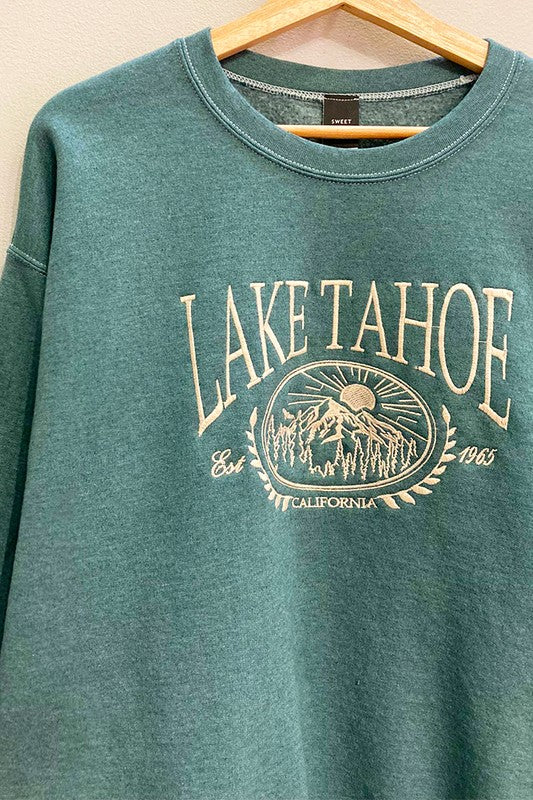 SWEET
LAKE TAHOE
Est 1965
CALIFORNIA